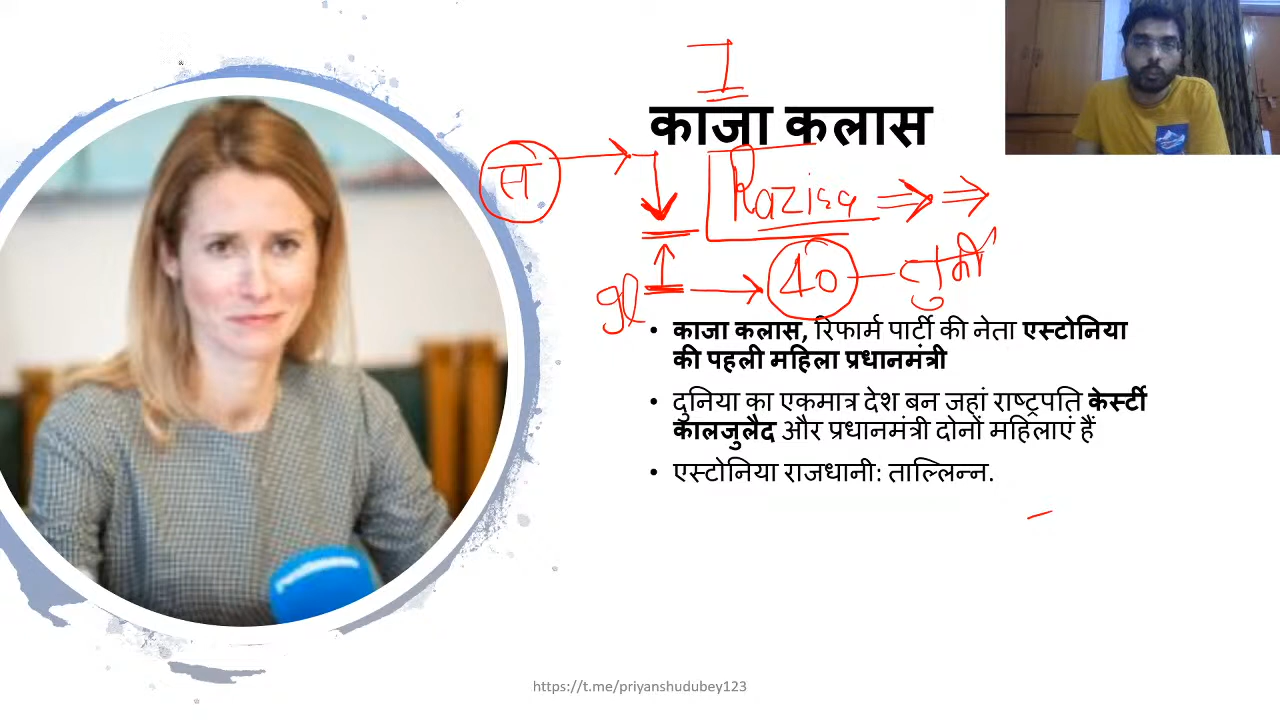 I
काजा कलास
स
Razia
40
काजा कलास, रिफार्म पार्टी की नेता एस्टोनिया
की पहली महिला प्रधानमंत्री
दुनिया का एकमात्र देश बन जहां राष्ट्रपति केर्स्टी
कालजुलैद और प्रधानमंत्री दोनों महिलाएं हैं
एस्टोनिया राजधानी: ताल्लिन्न.
https://t.me/priyanshudubey123